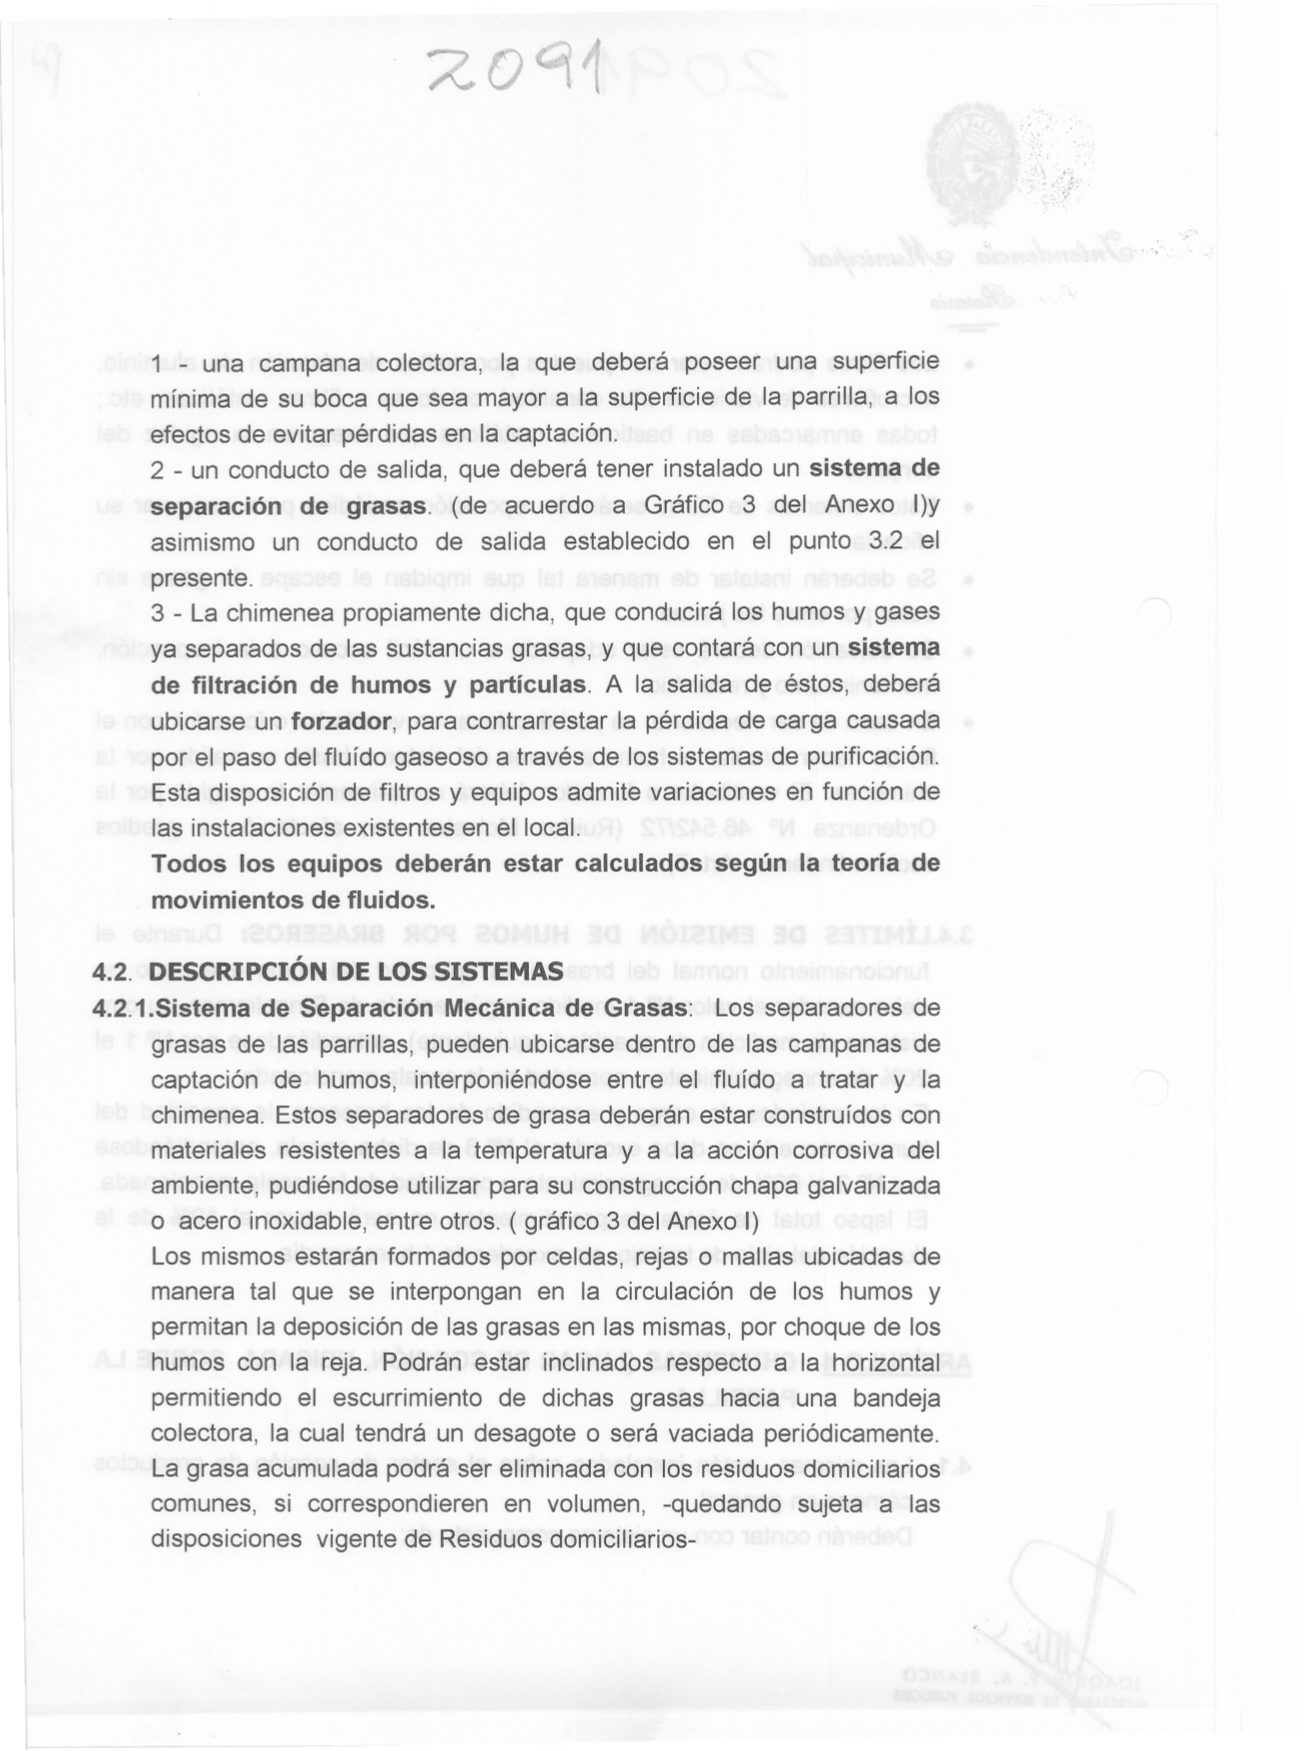 2091
1 - una campana colectora, la que deberá poseer una superficie
mínima de su boca que sea mayor a la superficie de la parrilla, a los
efectos de evitar pérdidas en la captación.
2 - un conducto de salida, que deberá tener instalado un sistema de
separación de grasas. (de acuerdo a Gráfico 3 del Anexo I)y
asimismo un conducto de salida establecido en el punto 3.2 el
presente.
3 - La chimenea propiamente dicha, que conducirá los humos y gases
ya separados de las sustancias grasas, y que contará con un sistema
de filtración de humos y partículas. A la salida de éstos, deberá
ubicarse un forzador, para contrarrestar la pérdida de carga causada
por el paso del fluído gaseoso a través de los sistemas de purificación.
Esta disposición de filtros y equipos admite variaciones en función de
las instalaciones existentes en el local.
Todos los equipos deberán estar calculados según la teoría de
movimientos de fluidos.
4.2. DESCRIPCIÓN DE LOS SISTEMAS
4.2.1.Sistema de Separación Mecánica de Grasas: Los separadores de
grasas de las parrillas, pueden ubicarse dentro de las campanas de
captación de humos, interponiéndose entre el fluído a tratar y la
chimenea. Estos separadores de grasa deberán estar construídos con
materiales resistentes a la temperatura y a la acción corrosiva del
ambiente, pudiéndose utilizar para su construcción chapa galvanizada
o acero inoxidable, entre otros. ( gráfico 3 del Anexo I)
Los mismos estarán formados por celdas, rejas o mallas ubicadas de
manera tal que se interpongan en la circulación de los humos y
permitan la deposición de las grasas en las mismas, por choque de los
humos con la reja. Podrán estar inclinados respecto a la horizontal
permitiendo el escurrimiento de dichas grasas hacia una bandeja
colectora, la cual tendrá un desagote o será vaciada periódicamente.
La grasa acumulada podrá ser eliminada con los residuos domiciliarios
comunes, si correspondieren en volumen, -quedando sujeta a las
disposiciones vigente de Residuos domiciliarios-